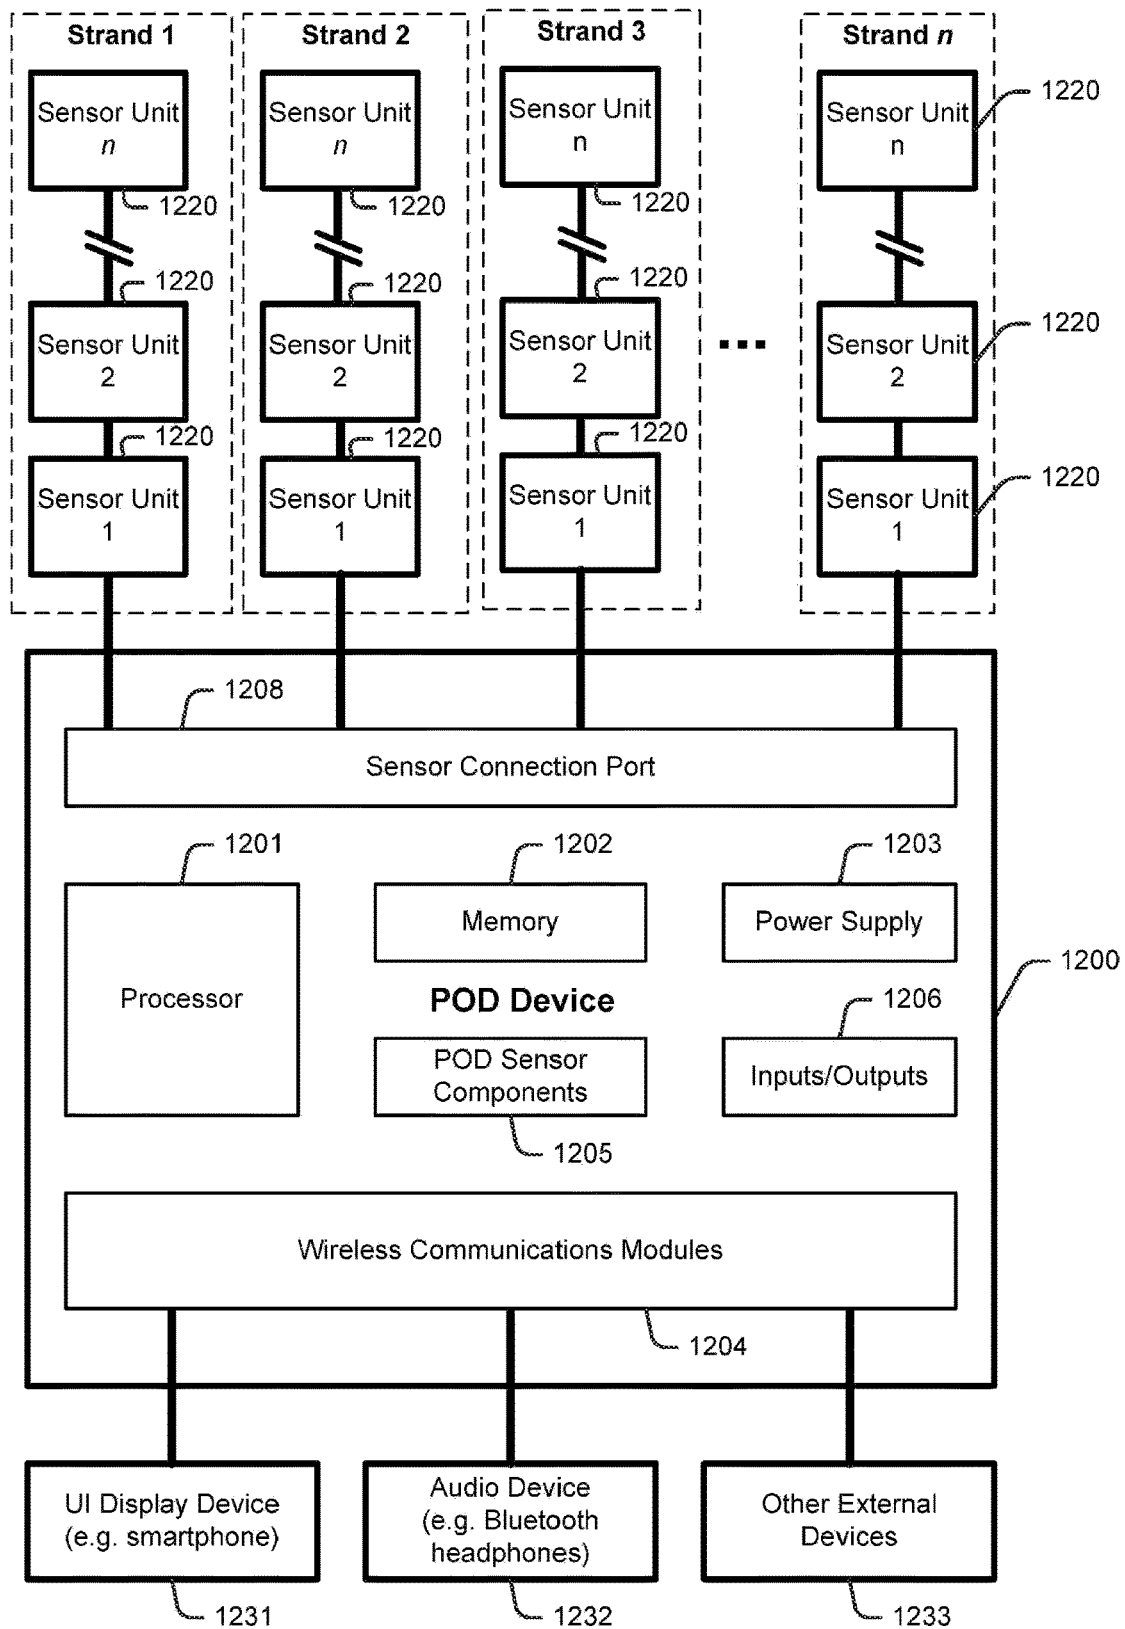 Strand 1
Strand 2
Strand 3
Strand n
Sensor Unit
n
Sensor Unit
n
Sensor Unit
n
Sensor Unit
n
1220
1220
1220
1220
1220
1220
1220
1220
Sensor Unit
2
Sensor Unit
2
Sensor Unit
2
...
Sensor Unit
2
1220
1220
1220
1220
Sensor Unit
1
Sensor Unit
1
Sensor Unit
1
Sensor Unit
1
1208
Sensor Connection Port
1201
1202
1203
Processor
Memory
Power Supply
1200
POD Device
1206
POD Sensor
Components
Inputs/Outputs
1205
Wireless Communications Modules
1204
UI Display Device
(e.g. smartphone)
Audio Device
(e.g. Bluetooth
headphones)
Other External
Devices
1231
1232
1233